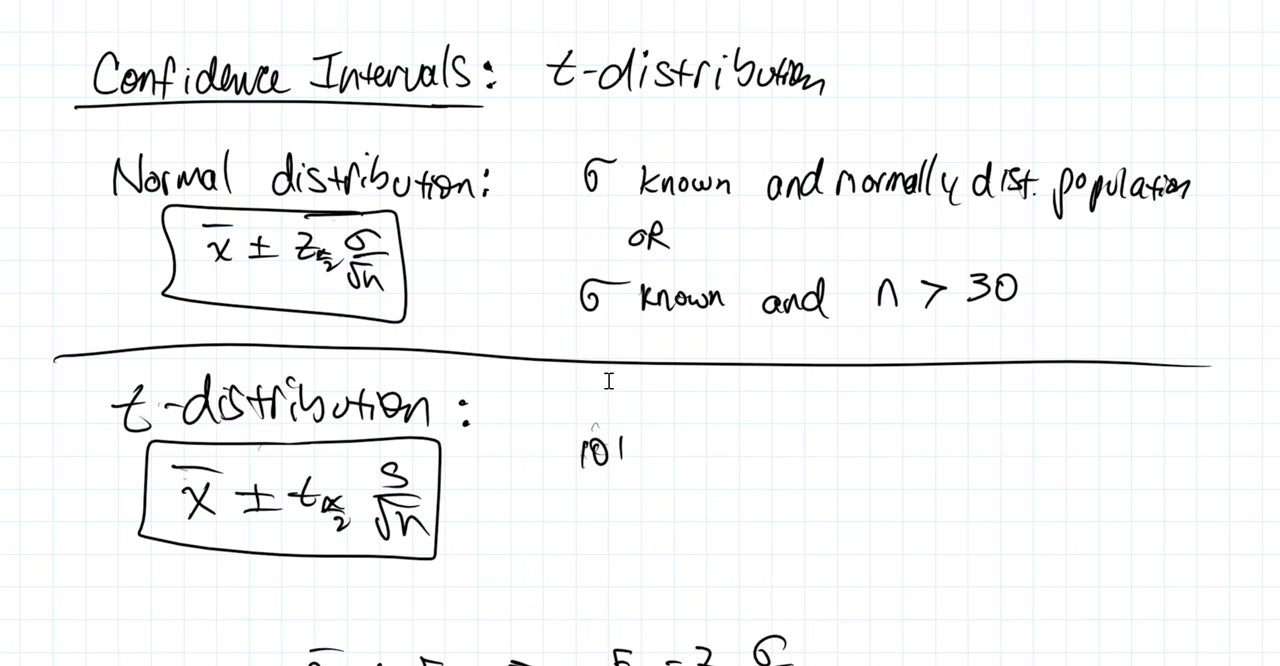 Confidence Intervals: t-distribution
Normal distribution: σ known and normally dist. population
x̄ ± z_{α/2} σ/√n
OR
σ known and n > 30
t-distribution:
x̄ ± t_{α/2} s/√n